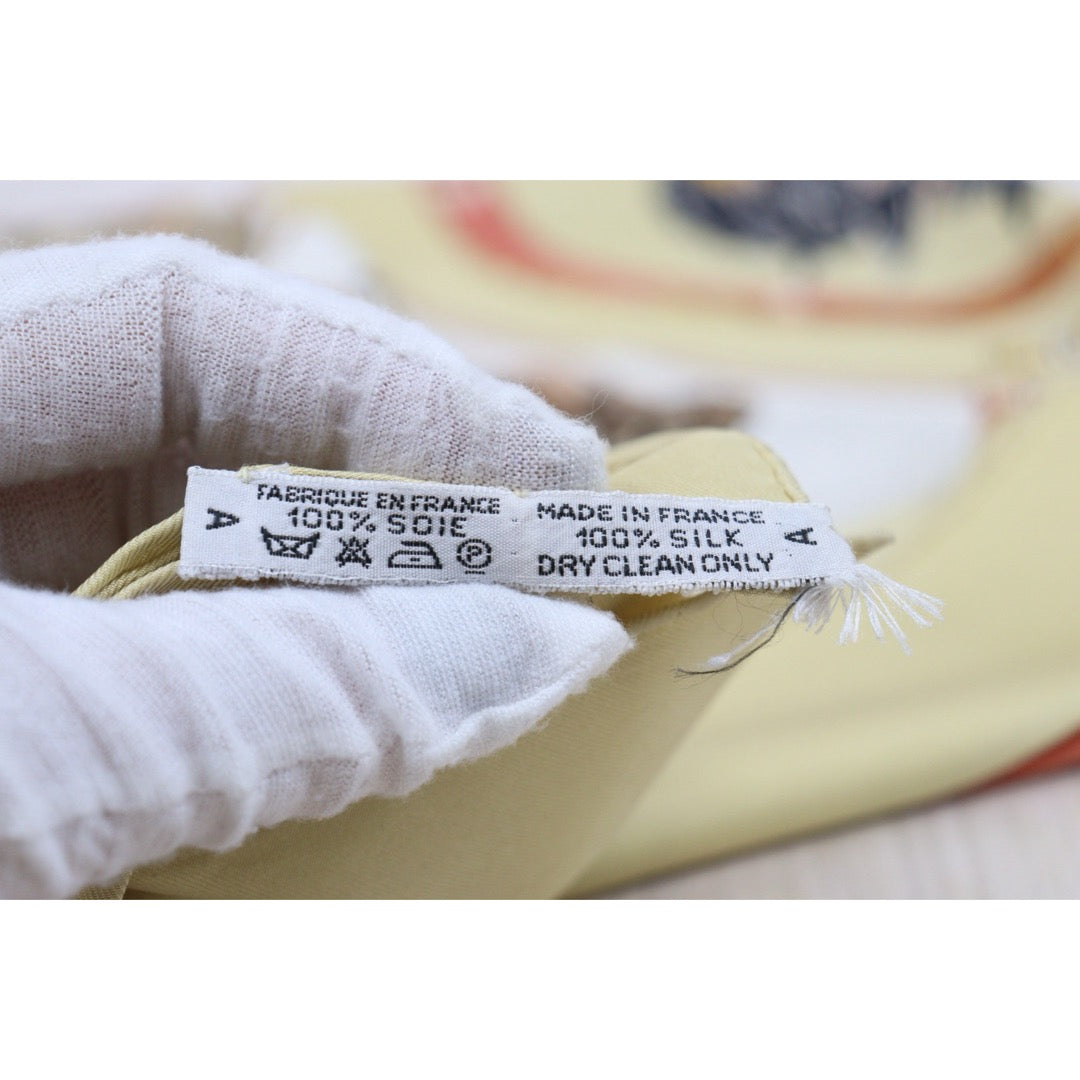 A
FABRIQUE EN FRANCE
100% SOIE
P
MADE IN FRANCE
100% SILK
DRY CLEAN ONLY
A